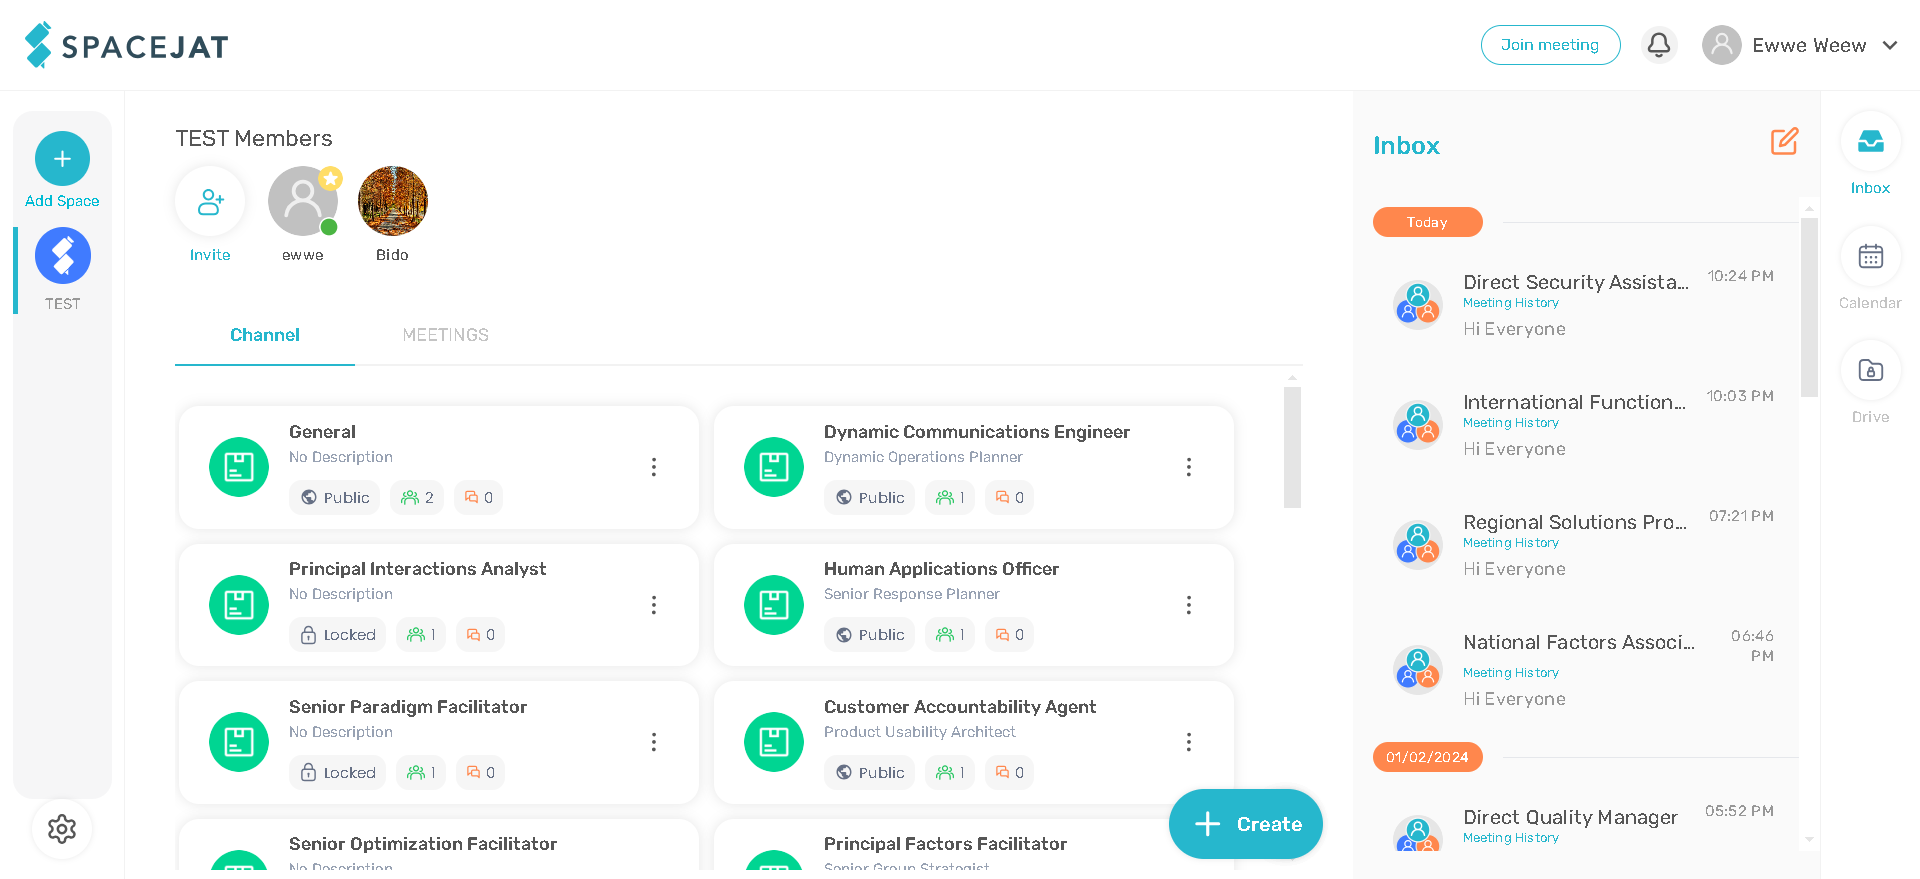 SPACEJAT
Join meeting
Ewwe Weew
Add Space
TEST
TEST Members
Invite
ewwe
Bido
Channel
MEETINGS
General
No Description
Public
2
0
Dynamic Communications Engineer
Dynamic Operations Planner
Public
1
0
Principal Interactions Analyst
No Description
Locked
1
0
Human Applications Officer
Senior Response Planner
Public
1
0
Senior Paradigm Facilitator
No Description
Locked
1
0
Customer Accountability Agent
Product Usability Architect
Public
1
0
Senior Optimization Facilitator
No Description
Principal Factors Facilitator
Senior Group Strategist
Create
Inbox
Today
Direct Security Assista...
10:24 PM
Meeting History
Hi Everyone
International Function...
10:03 PM
Meeting History
Hi Everyone
Regional Solutions Pro...
07:21 PM
Meeting History
Hi Everyone
National Factors Associ...
06:46
PM
Meeting History
Hi Everyone
01/02/2024
Direct Quality Manager
05:52 PM
Meeting History
Inbox
Calendar
Drive